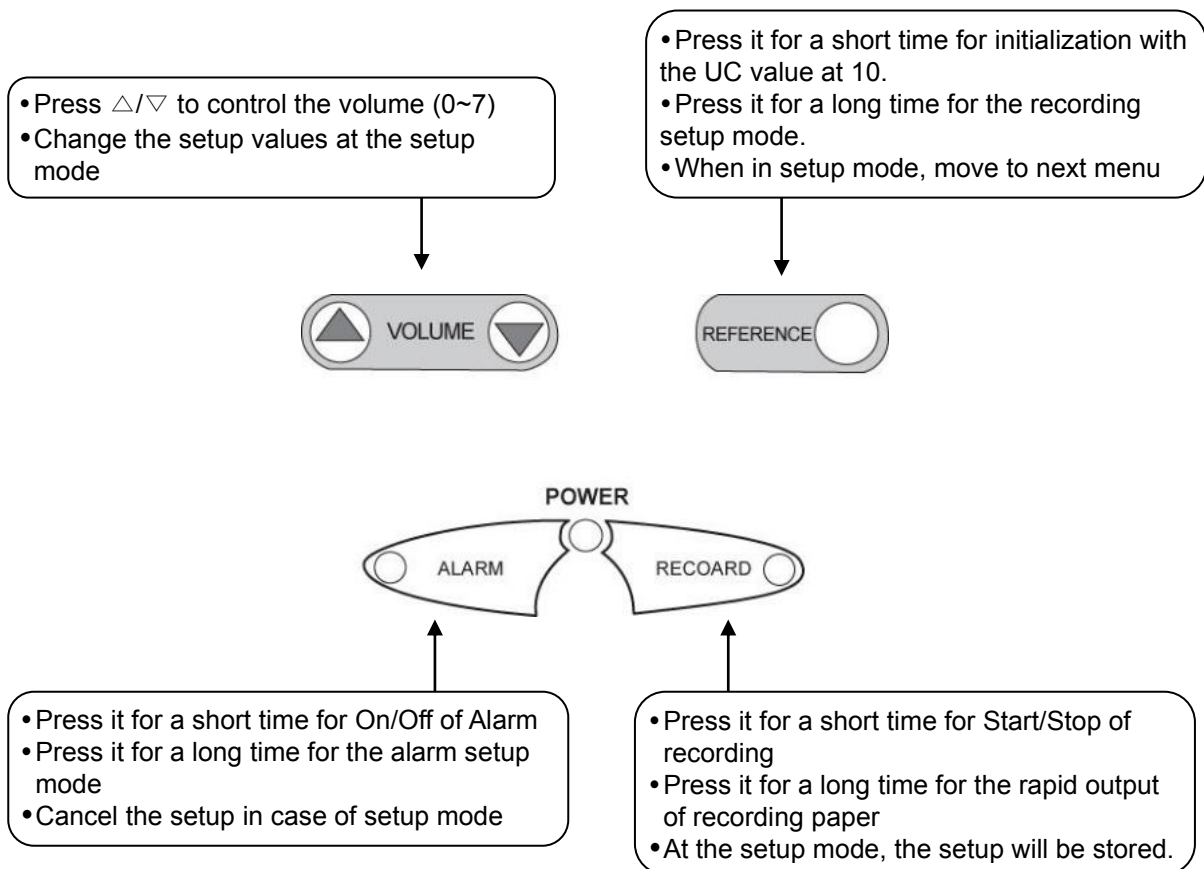 •Press △/▽ to control the volume (0~7)
•Change the setup values at the setup
mode
•Press it for a short time for initialization with
the UC value at 10.
•Press it for a long time for the recording
setup mode.
•When in setup mode, move to next menu
VOLUME
REFERENCE
POWER
ALARM
RECOARD
•Press it for a short time for On/Off of Alarm
•Press it for a long time for the alarm setup
mode
•Cancel the setup in case of setup mode
•Press it for a short time for Start/Stop of
recording
•Press it for a long time for the rapid output
of recording paper
•At the setup mode, the setup will be stored.